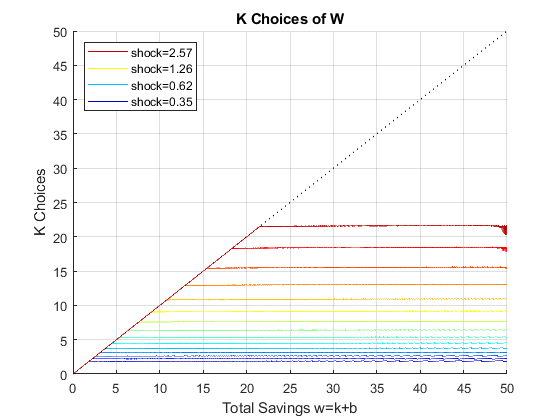 K Choices of W
50
45
40
35
30
25
20
15
10
5
0
K Choices
shock=2.57
shock=1.26
shock=0.62
shock=0.35
0 5 10 15 20 25 30 35 40 45 50
Total Savings w=k+b